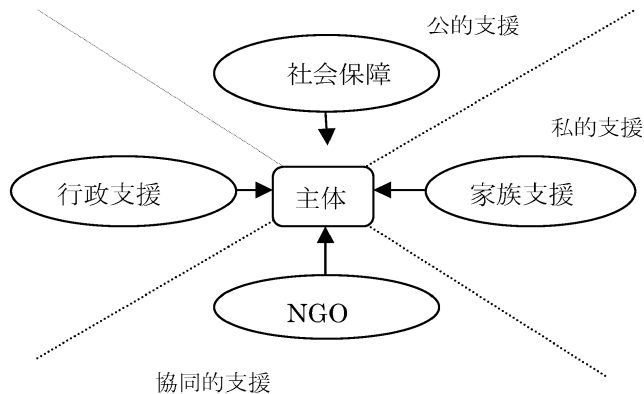 公的支援
社会保障
私的支援
行政支援
主体
家族支援
NGO
協同的支援